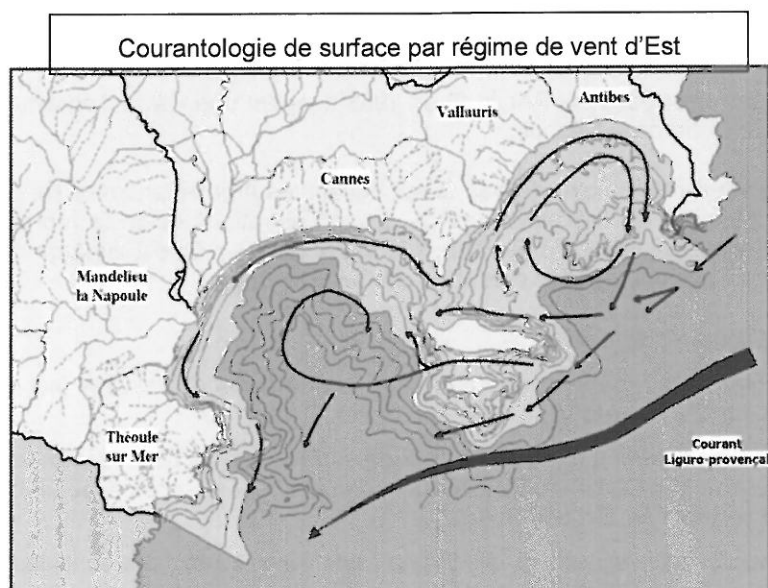 Courantologie de surface par régime de vent d'Est
Antibes
Vallauris
Cannes
Mandelieu
la Napoule
Théoule
sur Mer
Courant
Liguro-provençal